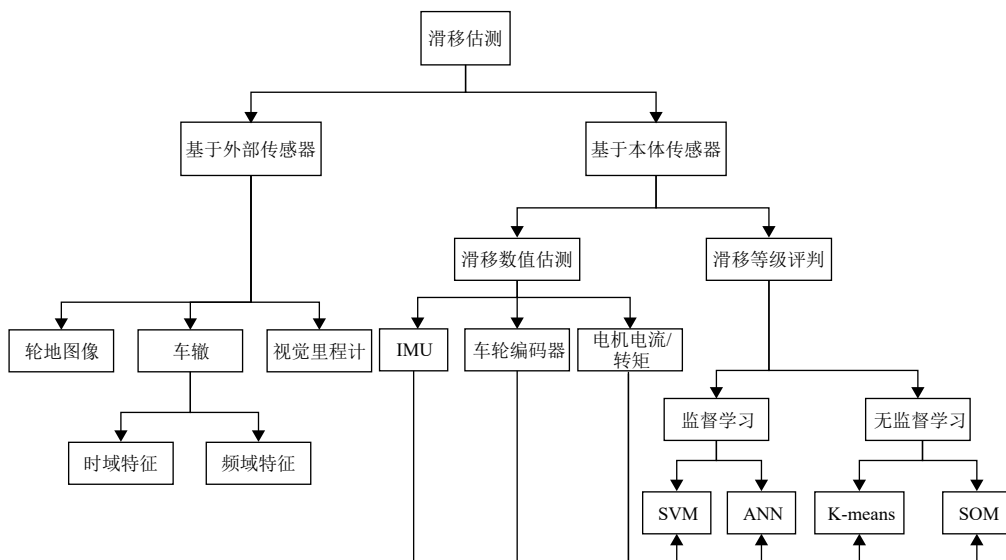 滑移估测
基于外部传感器
基于本体传感器
滑移数值估测
滑移等级评判
轮地图像
车辙
视觉里程计
IMU
车轮编码器
电机电流/
转矩
监督学习
无监督学习
时域特征
频域特征
SVM
ANN
K-means
SOM